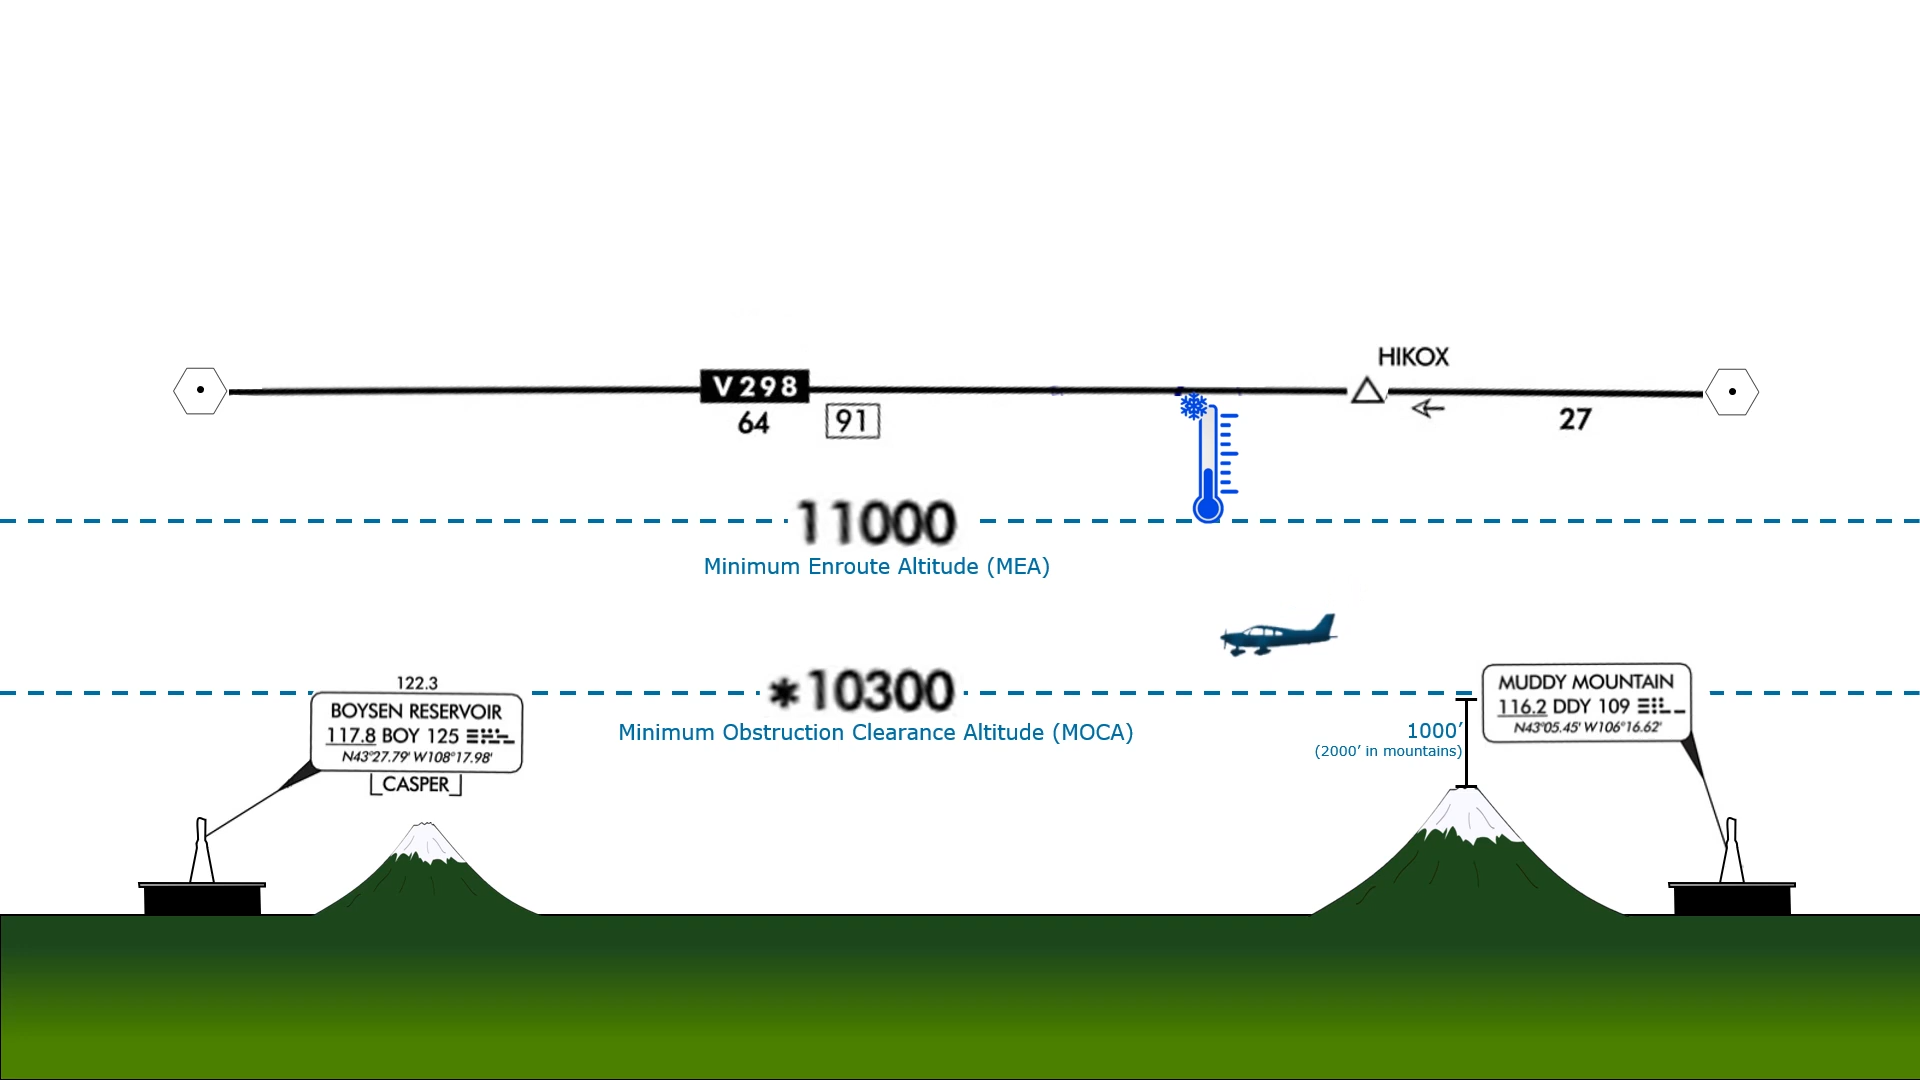 HIKOX
V298
64
91
27
11000
Minimum Enroute Altitude (MEA)
*10300
Minimum Obstruction Clearance Altitude (MOCA)
122.3
BOYSEN RESERVOIR
117.8 BOY 125
N43°27.79' W108°17.98'
CASPER
1000’
(2000’ in mountains)
MUDDY MOUNTAIN
116.2 DDY 109
N43°05.45' W106°16.62'